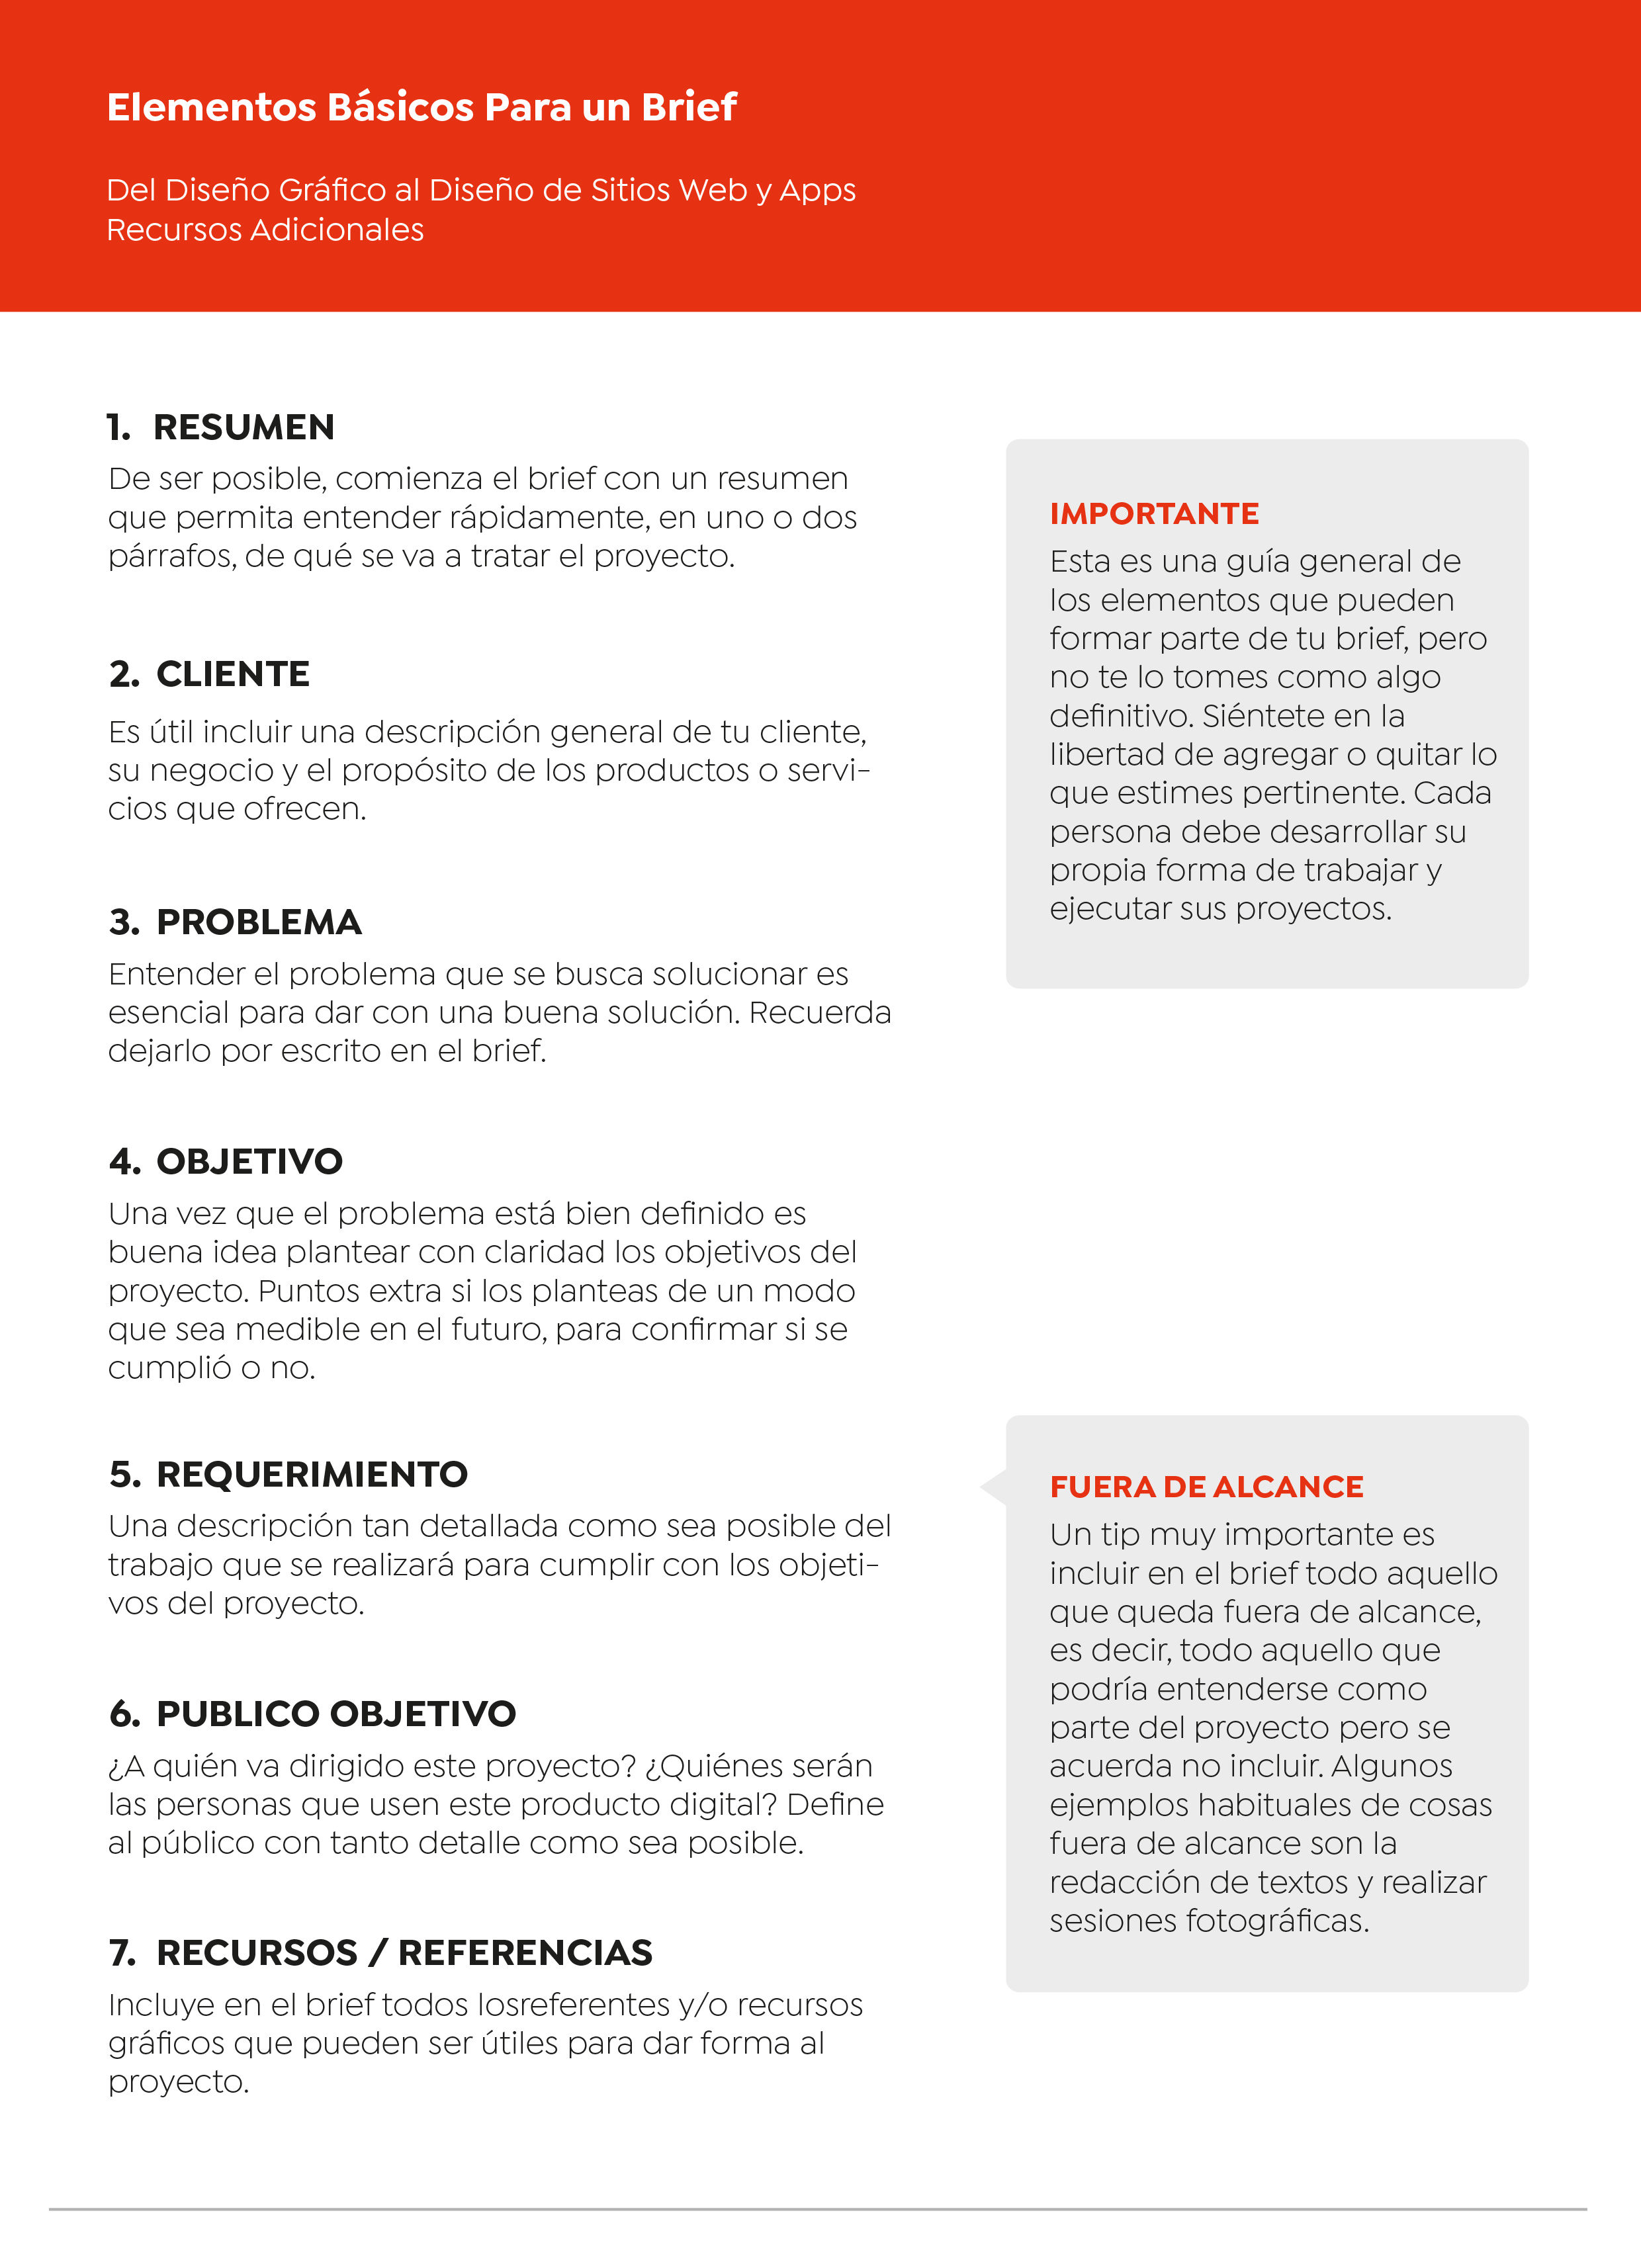 Elementos Básicos Para un Brief
Del Diseño Gráfico al Diseño de Sitios Web y Apps
Recursos Adicionales
1. RESUMEN
De ser posible, comienza el brief con un resumen
que permita entender rápidamente, en uno o dos
párrafos, de qué se va a tratar el proyecto.
2. CLIENTE
Es útil incluir una descripción general de tu cliente,
su negocio y el propósito de los productos o servi-
cios que ofrecen.
3. PROBLEMA
Entender el problema que se busca solucionar es
esencial para dar con una buena solución. Recuerda
dejarlo por escrito en el brief.
4. OBJETIVO
Una vez que el problema está bien definido es
buena idea plantear con claridad los objetivos del
proyecto. Puntos extra si los planteas de un modo
que sea medible en el futuro, para confirmar si se
cumplió o no.
5. REQUERIMIENTO
Una descripción tan detallada como sea posible del
trabajo que se realizará para cumplir con los objeti-
vos del proyecto.
6. PUBLICO OBJETIVO
¿A quién va dirigido este proyecto? ¿Quiénes serán
las personas que usen este producto digital? Define
al público con tanto detalle como sea posible.
7. RECURSOS / REFERENCIAS
Incluye en el brief todos losreferentes y/o recursos
gráficos que pueden ser útiles para dar forma al
proyecto.
IMPORTANTE
Esta es una guía general de
los elementos que pueden
formar parte de tu brief, pero
no te lo tomes como algo
definitivo. Siéntete en la
libertad de agregar o quitar lo
que estimes pertinente. Cada
persona debe desarrollar su
propia forma de trabajar y
ejecutar sus proyectos.
FUERA DE ALCANCE
Un tip muy importante es
incluir en el brief todo aquello
que queda fuera de alcance,
es decir, todo aquello que
podría entenderse como
parte del proyecto pero se
acuerda no incluir. Algunos
ejemplos habituales de cosas
fuera de alcance son la
redacción de textos y realizar
sesiones fotográficas.